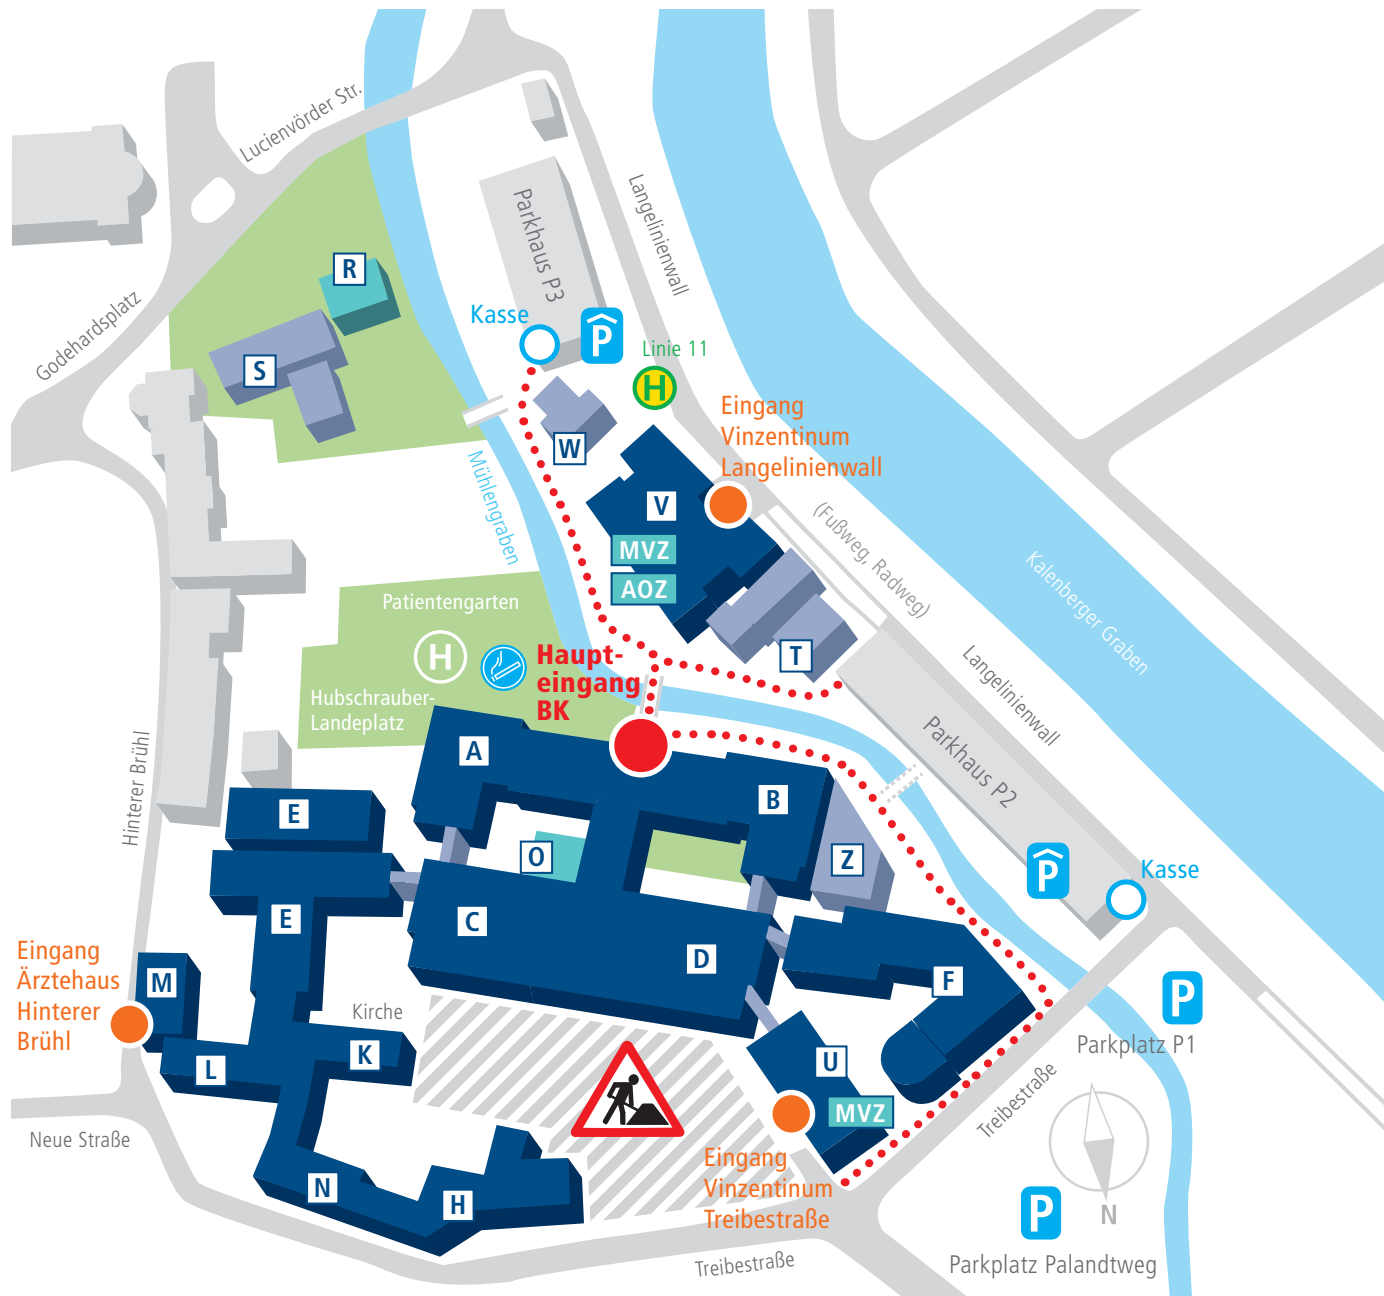 Lucienvörder Str.
Godehardsplatz
Parkhaus P3
Langelinienwall
R
S
Kasse
P
Linie 11
H
W
Eingang
Vinzentinum
Langelinienwall
V
MVZ
AOZ
(Fußweg, Radweg)
Mühlengraben
Kalenberger Graben
Patientengarten
H
Hubschrauber-
Landeplatz
Haupt-
eingang
BK
T
Langelinienwall
Parkhaus P2
P
Kasse
Hinterer Brühl
A
B
E
O
Z
E
C
D
F
Eingang
Ärztehaus
Hinterer
Brühl
M
Kirche
K
L
U
MVZ
P
Parkplatz P1
Treibestraße
Neue Straße
N
H
Eingang
Vinzentinum
Treibestraße
Treibestraße
N
P
Parkplatz Palandtweg